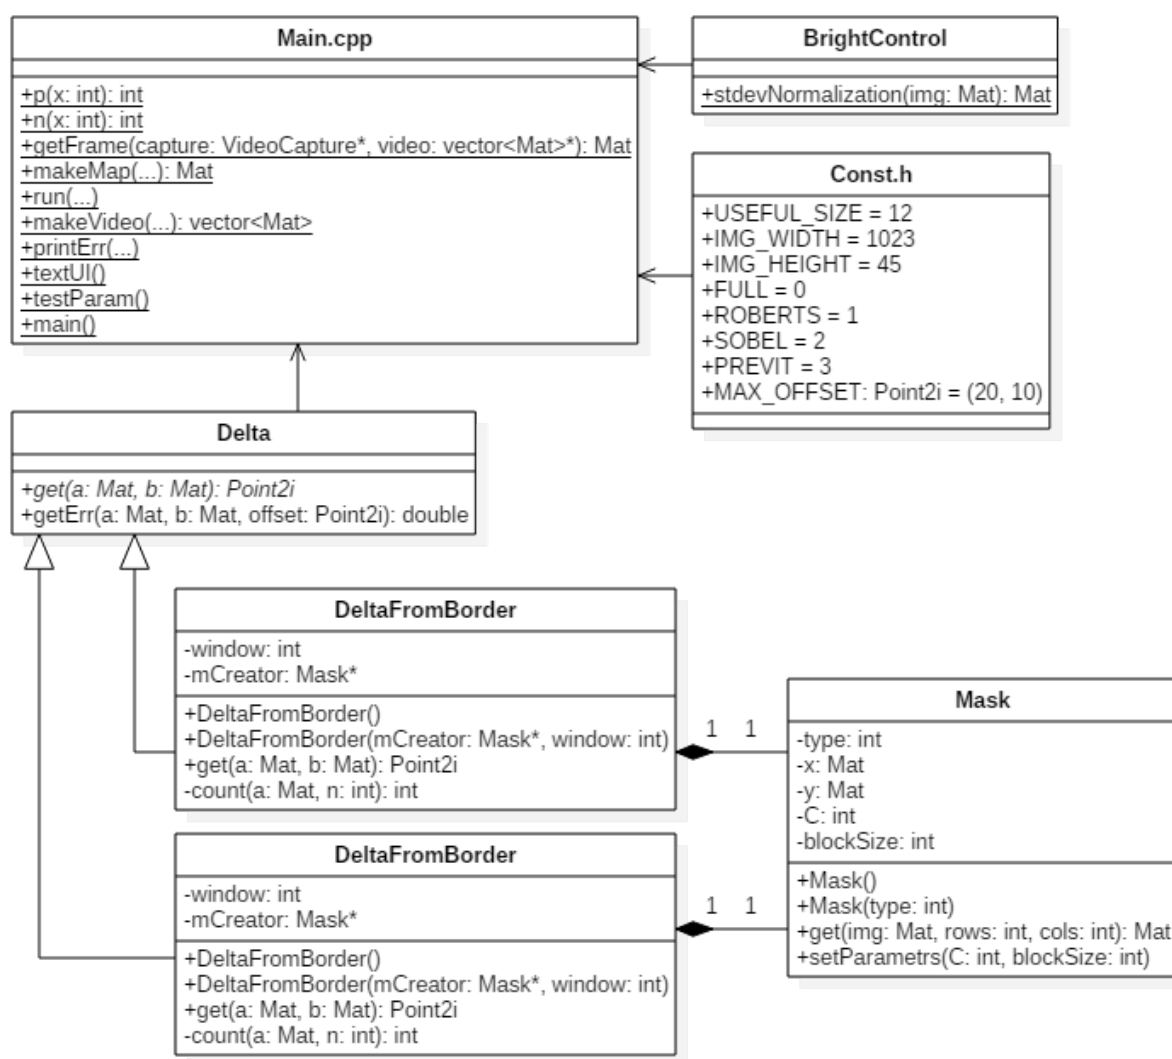 Main.cpp
+p(x: int): int
+n(x: int): int
+getFrame(capture: VideoCapture*, video: vector<Mat>*): Mat
+makeMap(...): Mat
+run(...)
+makeVideo(...): vector<Mat>
+printErr(...)
+textUI()
+testParam()
+main()
BrightControl
+stdevNormalization(img: Mat): Mat
Const.h
+USEFUL_SIZE = 12
+IMG_WIDTH = 1023
+IMG_HEIGHT = 45
+FULL = 0
+ROBERTS = 1
+SOBEL = 2
+PREVIT = 3
+MAX_OFFSET: Point2i = (20, 10)
Delta
+get(a: Mat, b: Mat): Point2i
+getErr(a: Mat, b: Mat, offset: Point2i): double
DeltaFromBorder
-window: int
-mCreator: Mask*
+DeltaFromBorder()
+DeltaFromBorder(mCreator: Mask*, window: int)
+get(a: Mat, b: Mat): Point2i
-count(a: Mat, n: int): int
1 1
DeltaFromBorder
-window: int
-mCreator: Mask*
+DeltaFromBorder()
+DeltaFromBorder(mCreator: Mask*, window: int)
+get(a: Mat, b: Mat): Point2i
-count(a: Mat, n: int): int
1 1
Mask
-type: int
-x: Mat
-y: Mat
-C: int
-blockSize: int
+Mask()
+Mask(type: int)
+get(img: Mat, rows: int, cols: int): Mat
+setParametrs(C: int, blockSize: int)